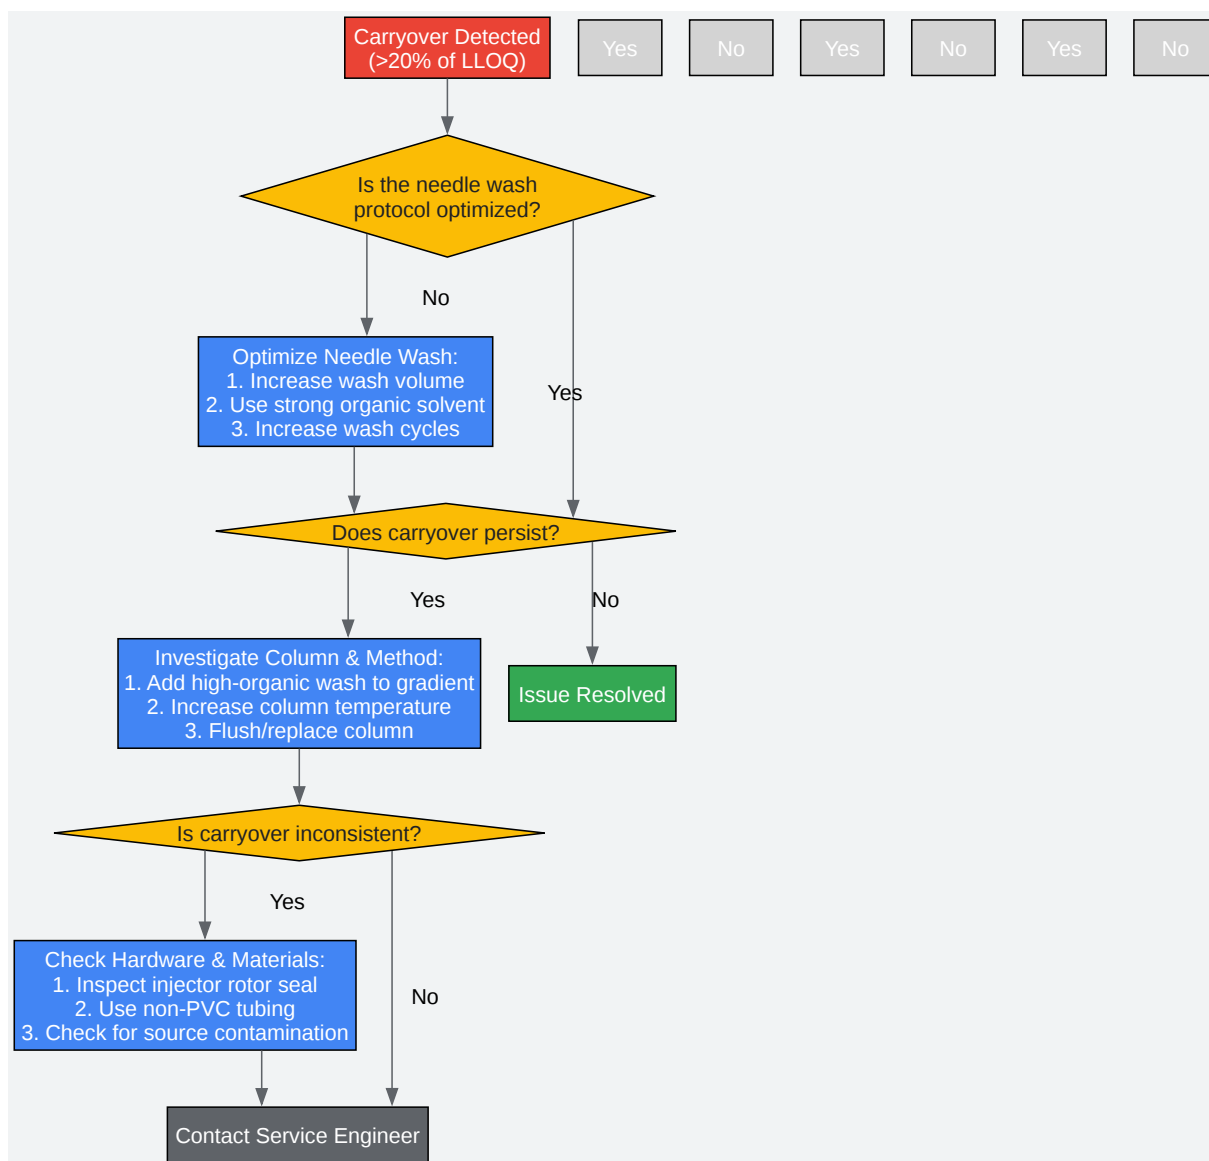 Carryover Detected
(>20% of LLOQ)
Yes
No
Yes
No
Yes
No
Is the needle wash
protocol optimized?
No
Optimize Needle Wash:
1. Increase wash volume
2. Use strong organic solvent
3. Increase wash cycles
Yes
Does carryover persist?
Yes
No
Investigate Column & Method:
1. Add high-organic wash to gradient
2. Increase column temperature
3. Flush/replace column
Issue Resolved
Is carryover inconsistent?
Yes
Check Hardware & Materials:
1. Inspect injector rotor seal
2. Use non-PVC tubing
3. Check for source contamination
No
Contact Service Engineer